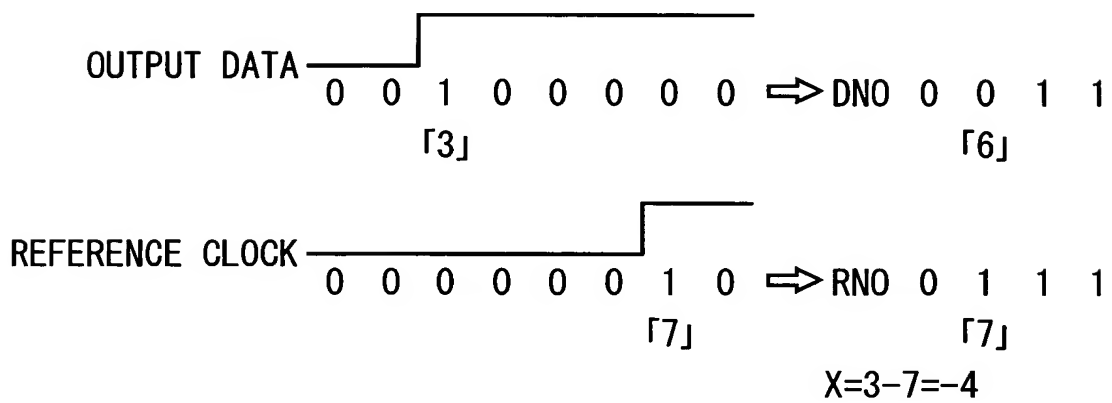 OUTPUT DATA
0 0 1 0 0 0 0 0 ⇨ DNO 0 0 1 1
「3」 「6」
REFERENCE CLOCK
0 0 0 0 0 0 1 0 ⇨ RNO 0 1 1 1
「7」 「7」
X=3-7=-4